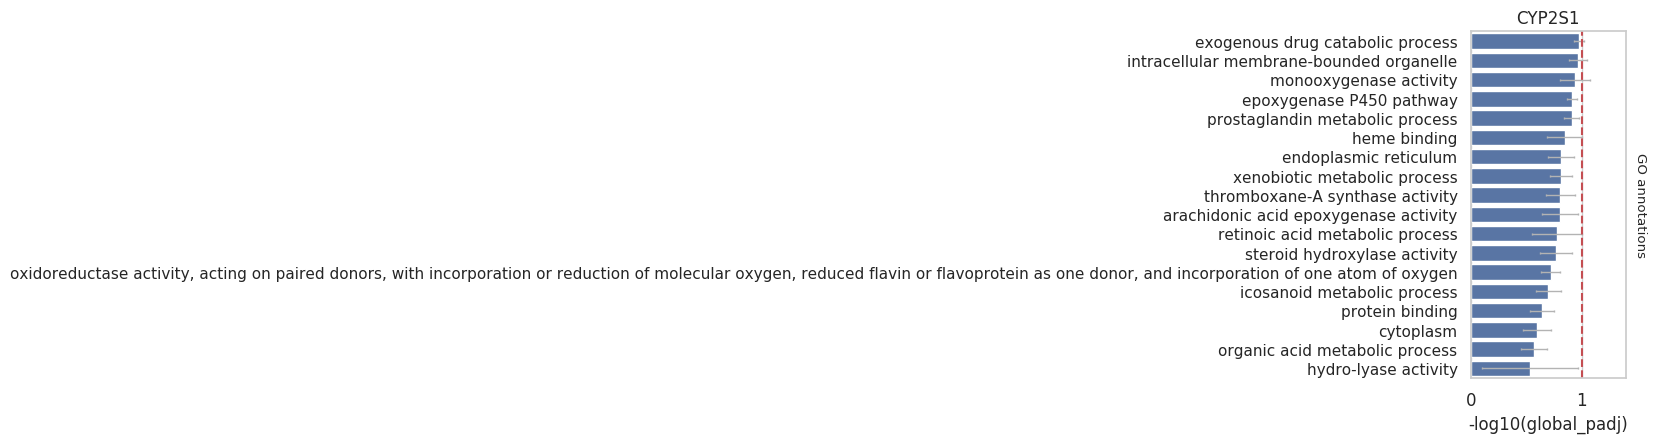 CYP2S1
exogenous drug catabolic process
intracellular membrane-bounded organelle
monooxygenase activity
epoxygenase P450 pathway
prostaglandin metabolic process
heme binding
endoplasmic reticulum
xenobiotic metabolic process
thromboxane-A synthase activity
arachidonic acid epoxygenase activity
retinoic acid metabolic process
steroid hydroxylase activity
oxidoreductase activity, acting on paired donors, with incorporation or reduction of molecular oxygen, reduced flavin or flavoprotein as one donor, and incorporation of one atom of oxygen
icosanoid metabolic process
protein binding
cytoplasm
organic acid metabolic process
hydro-lyase activity
GO annotations
0 1
-log10(global_padj)